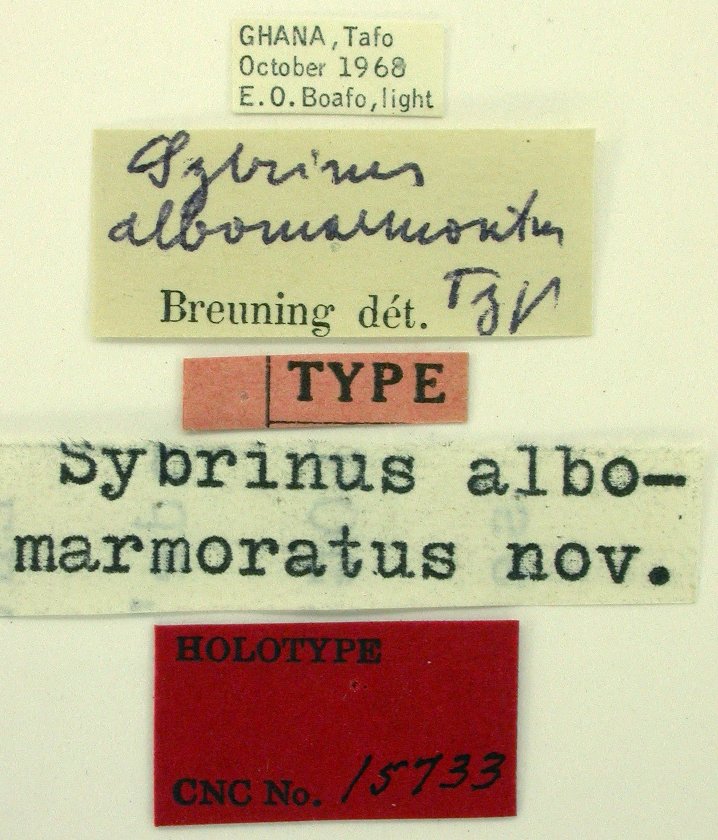 GHANA, Tafo
October 1968
E.O.Boafo, light
Sybrinus
albomarmoratus
Typ
Breuning dét.
TYPE
Sybrinus albo-
marmoratus nov.
HOLOTYPE
CNC No. 15733